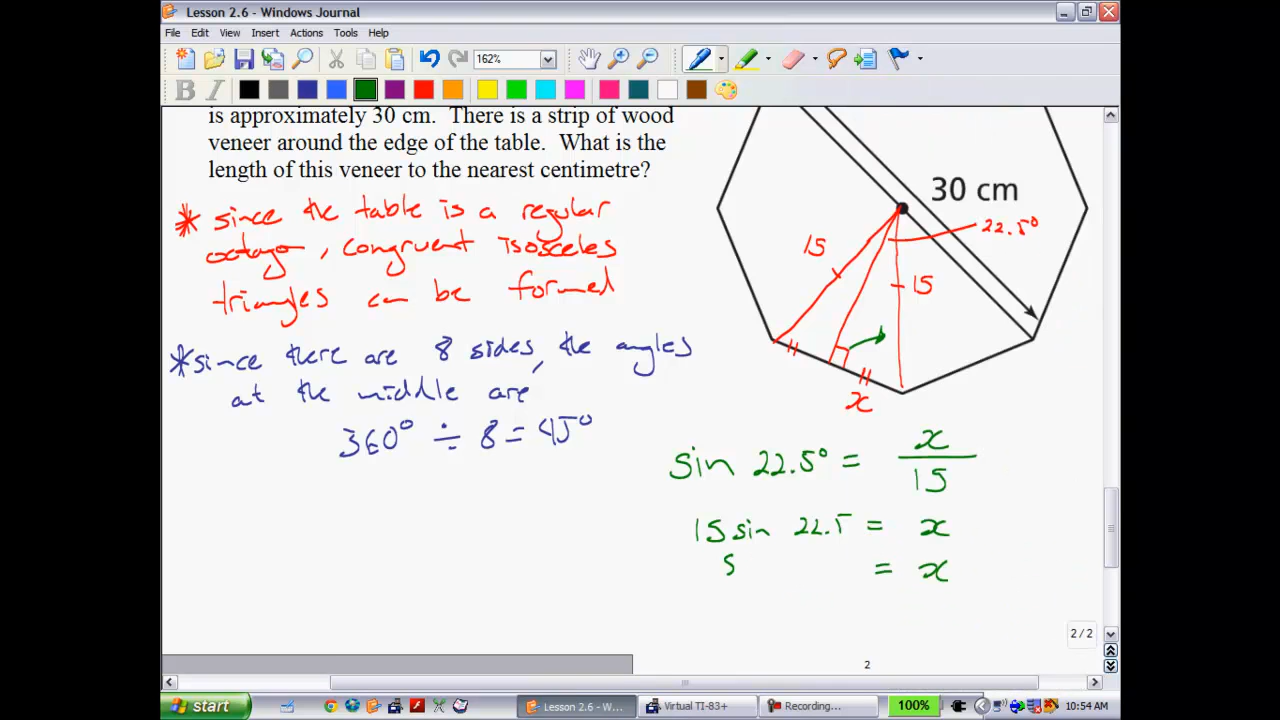 Lesson 2.6 - Windows Journal
File Edit View Insert Actions Tools Help
162%
B I
is approximately 30 cm. There is a strip of wood
veneer around the edge of the table. What is the
length of this veneer to the nearest centimetre?
* since the table is a regular
octagon, congruent isosceles
triangles can be formed
* since there are 8 sides, the angles
at the middle are
360° ÷ 8 = 45°
30 cm
22.5°
15
15
x
sin 22.5° = x
15
15 sin 22.5 = x
5 = x
2 / 2
2
start
Lesson 2.6 - W...
Virtual TI-83+
Recording...
100%
10:54 AM